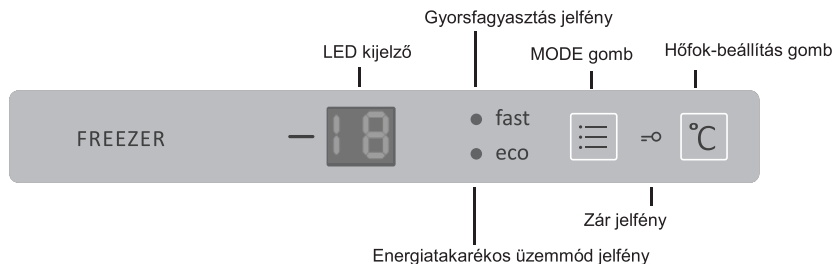 Gyorsfagyasztás jelfény
LED kijelző
MODE gomb
Hőfok-beállítás gomb
FREEZER
-18
fast
eco
°C
Zár jelfény
Energiatakarékos üzemmód jelfény